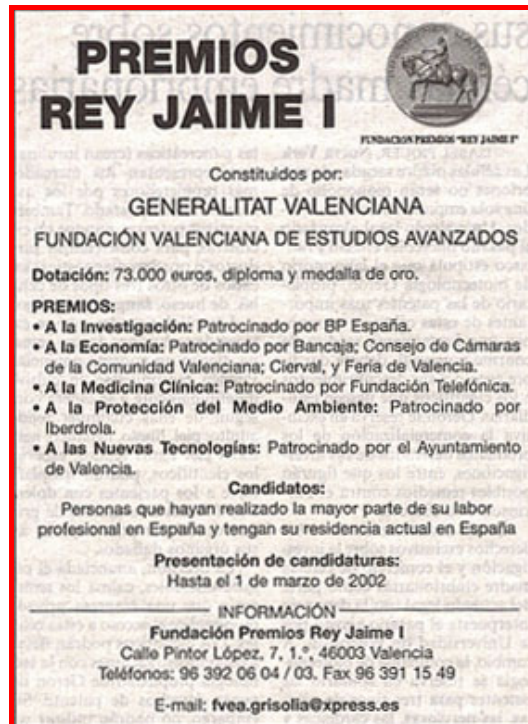 PREMIOS
REY JAIME I
FUNDACION PREMIOS "REY JAIME I"
Constituidos por:
GENERALITAT VALENCIANA
FUNDACIÓN VALENCIANA DE ESTUDIOS AVANZADOS
Dotación: 73.000 euros, diploma y medalla de oro.
PREMIOS:
• A la Investigación: Patrocinado por BP España.
• A la Economía: Patrocinado por Bancaja; Consejo de Cámaras
de la Comunidad Valenciana; Cierval, y Feria de Valencia.
• A la Medicina Clínica: Patrocinado por Fundación Telefónica.
• A la Protección del Medio Ambiente: Patrocinado por
Iberdrola.
• A las Nuevas Tecnologías: Patrocinado por el Ayuntamiento
de Valencia.
Candidatos:
Personas que hayan realizado la mayor parte de su labor
profesional en España y tengan su residencia actual en España
Presentación de candidaturas:
Hasta el 1 de marzo de 2002
INFORMACIÓN
Fundación Premios Rey Jaime I
Calle Pintor López, 7, 1.º, 46003 Valencia
Teléfonos: 96 392 06 04 / 03. Fax 96 391 15 49
E-mail: fvea.grisolia@xpress.es